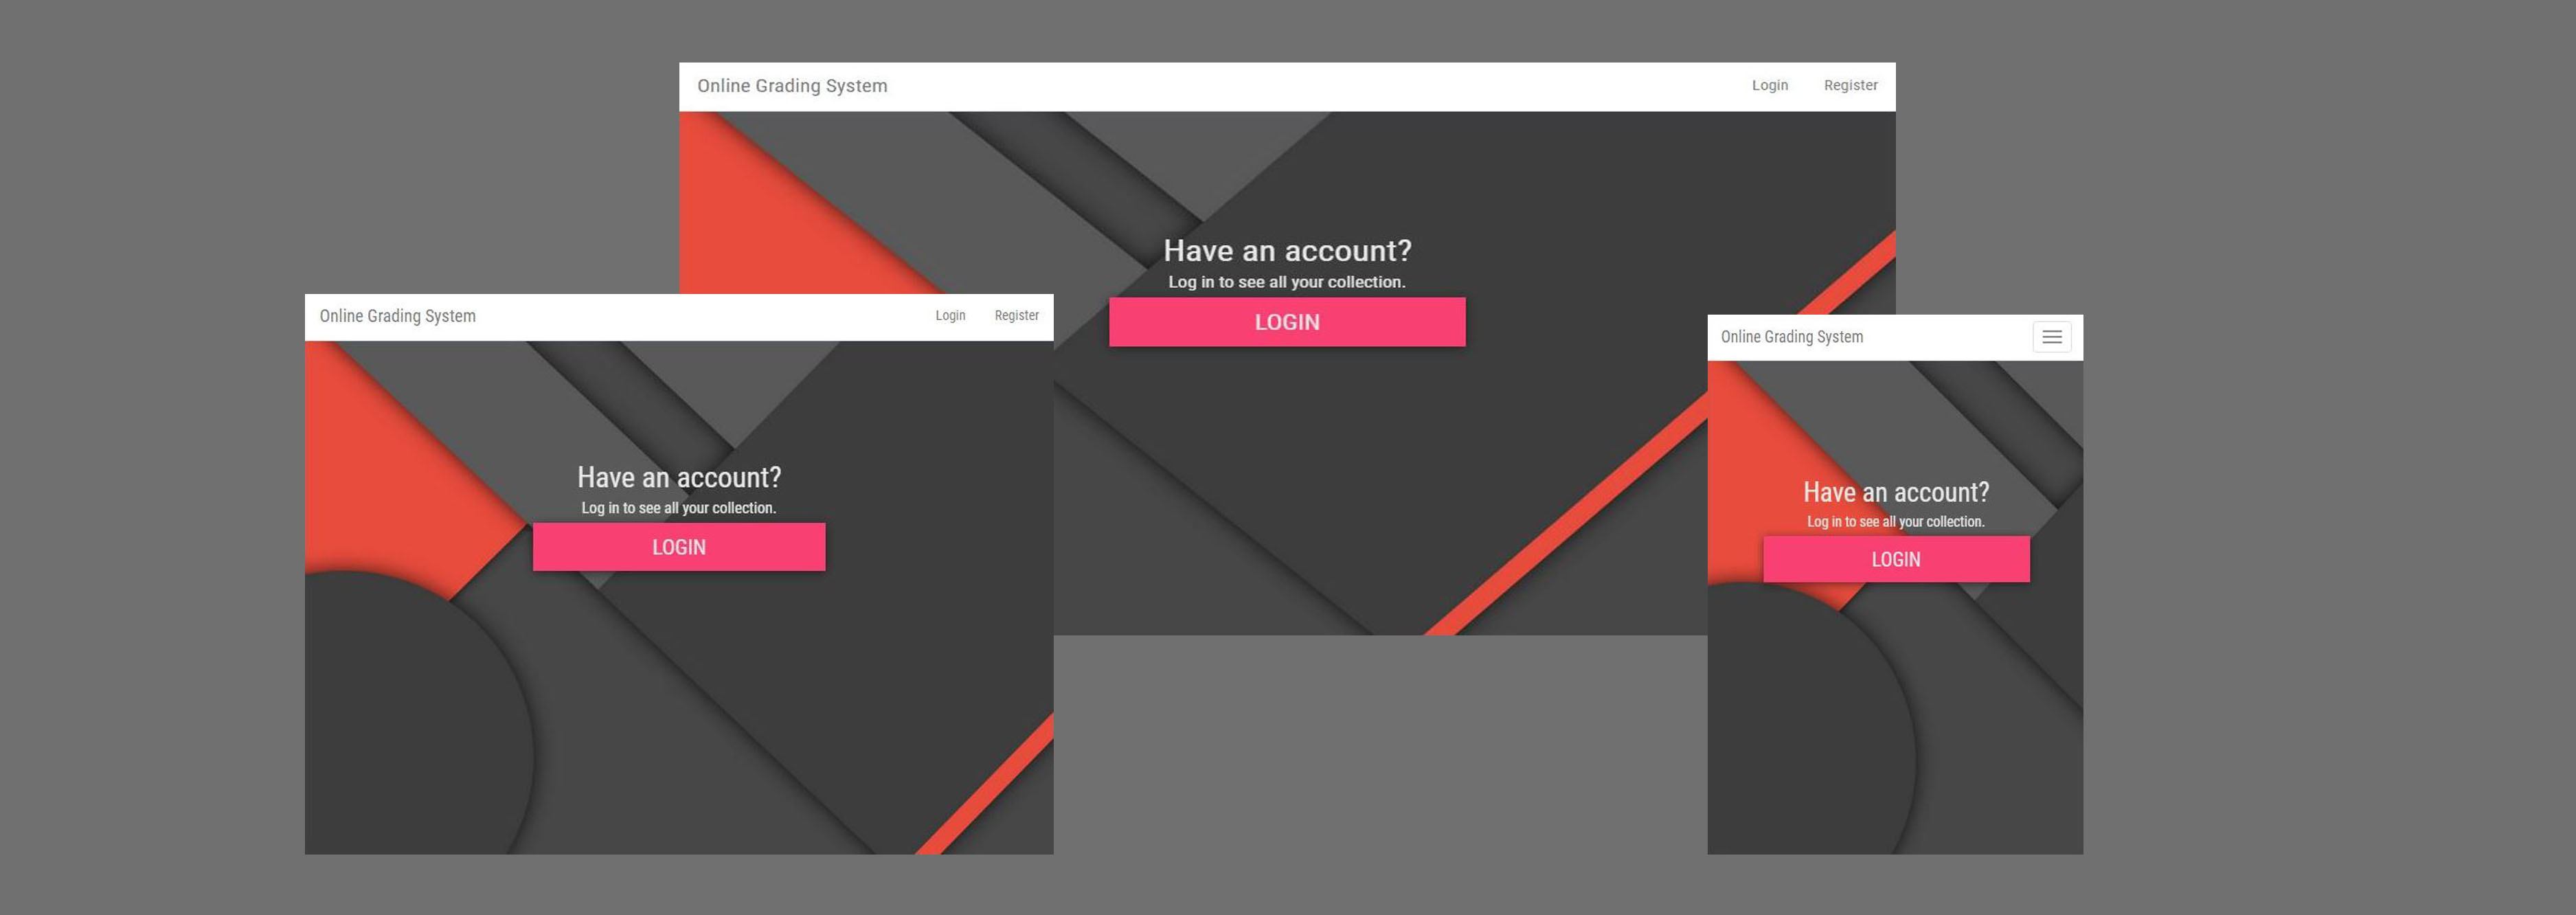 Online Grading System
Login Register
Have an account?
Log in to see all your collection.
LOGIN
Online Grading System
Login Register
Have an account?
Log in to see all your collection.
LOGIN
Online Grading System
Have an account?
Log in to see all your collection.
LOGIN